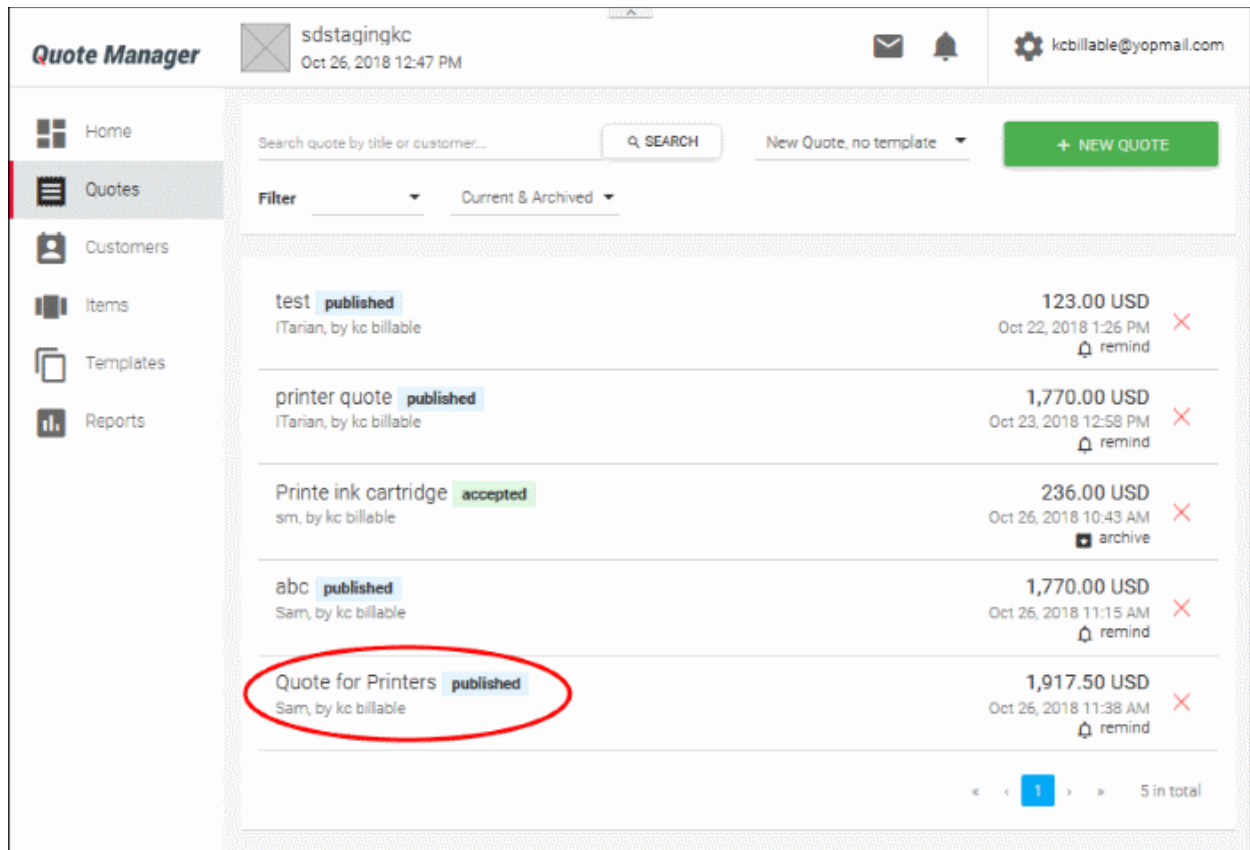 Quote Manager
sdstagingkc
Oct 26, 2018 12:47 PM
kcbillable@yopmail.com
Home
Quotes
Customers
Items
Templates
Reports
Search quote by title or customer...
SEARCH
New Quote, no template
+ NEW QUOTE
Filter
Current & Archived
test published
ITarian, by kc billable
123.00 USD
Oct 22, 2018 1:26 PM
remind
printer quote published
ITarian, by kc billable
1,770.00 USD
Oct 23, 2018 12:58 PM
remind
Printe ink cartridge accepted
sm, by kc billable
236.00 USD
Oct 26, 2018 10:43 AM
archive
abc published
Sam, by kc billable
1,770.00 USD
Oct 26, 2018 11:15 AM
remind
Quote for Printers published
Sam, by kc billable
1,917.50 USD
Oct 26, 2018 11:38 AM
remind
« ‹ 1 › » 5 in total